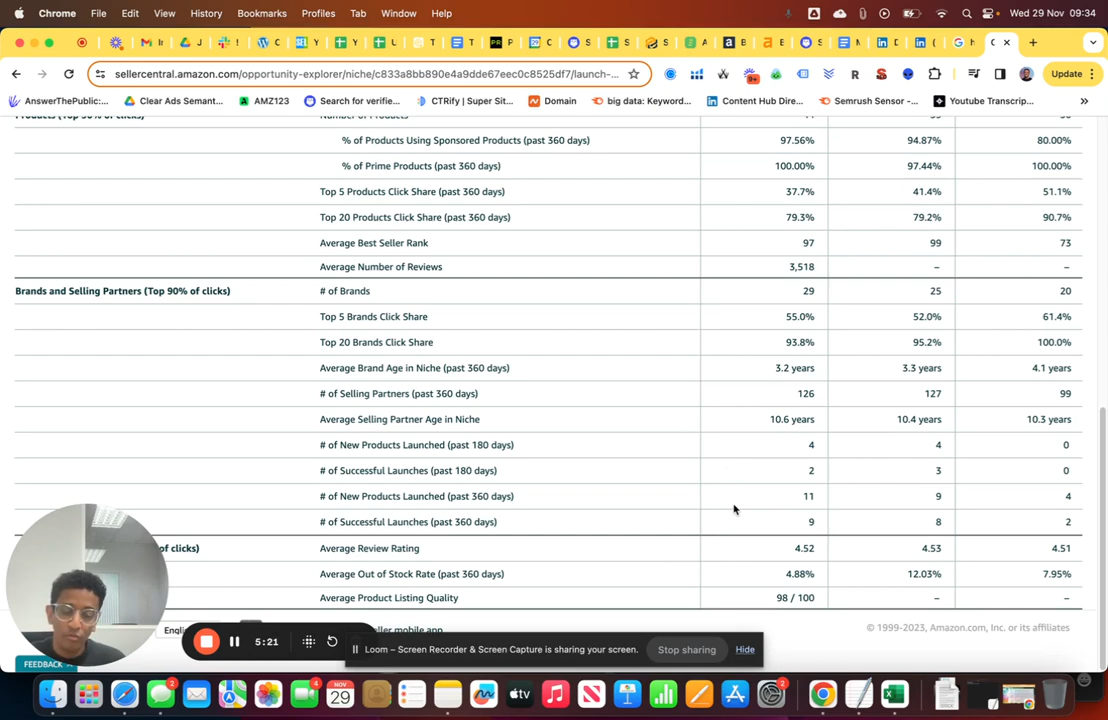 Chrome File Edit View History Bookmarks Profiles Tab Window Help Wed 29 Nov 09:34
sellercentral.amazon.com/opportunity-explorer/niche/c833a8bb890e4a9dde67eec0c8525df7/launch-... Update
AnswerThePublic:... Clear Ads Semant... AMZ123 Search for verifie... CTRify | Super Sit... Domain big data: Keyword... Content Hub Dire... Semrush Sensor -... Youtube Transcrip...
Products (Top 90% of clicks) Number of Products
% of Products Using Sponsored Products (past 360 days) 97.56% 94.87% 80.00%
% of Prime Products (past 360 days) 100.00% 97.44% 100.00%
Top 5 Products Click Share (past 360 days) 37.7% 41.4% 51.1%
Top 20 Products Click Share (past 360 days) 79.3% 79.2% 90.7%
Average Best Seller Rank 97 99 73
Average Number of Reviews 3,518 – –
Brands and Selling Partners (Top 90% of clicks) # of Brands 29 25 20
Top 5 Brands Click Share 55.0% 52.0% 61.4%
Top 20 Brands Click Share 93.8% 95.2% 100.0%
Average Brand Age in Niche (past 360 days) 3.2 years 3.3 years 4.1 years
# of Selling Partners (past 360 days) 126 127 99
Average Selling Partner Age in Niche 10.6 years 10.4 years 10.3 years
# of New Products Launched (past 180 days) 4 4 0
# of Successful Launches (past 180 days) 2 3 0
# of New Products Launched (past 360 days) 11 9 4
# of Successful Launches (past 360 days) 9 8 2
of clicks) Average Review Rating 4.52 4.53 4.51
Average Out of Stock Rate (past 360 days) 4.88% 12.03% 7.95%
Average Product Listing Quality 98 / 100 – –
Engli eller mobile app © 1999-2023, Amazon.com, Inc. or its affiliates
5:21
Loom – Screen Recorder & Screen Capture is sharing your screen. Stop sharing Hide
FEEDBACK
NOV
29
tv